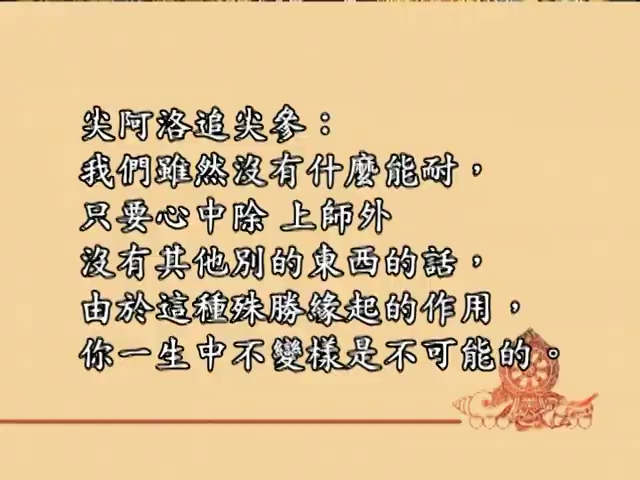 尖阿洛追尖參：
我們雖然沒有什麼能耐，
只要心中除 上師外
沒有其他別的東西的話，
由於這種殊勝緣起的作用，
你一生中不變樣是不可能的。